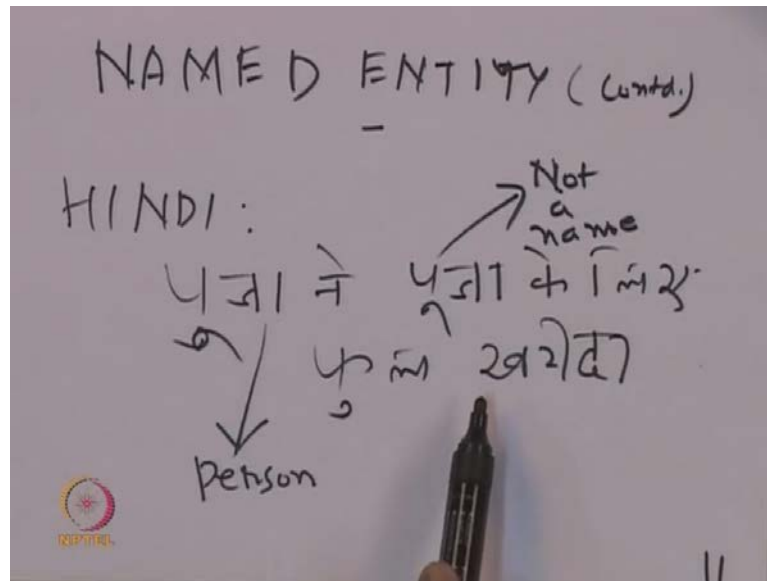 NAMED ENTITY (Contd.)
HINDI:
Not
a
name
पूजा ने पूजा के लिए
फुल खरीदा
Person
NPTEL